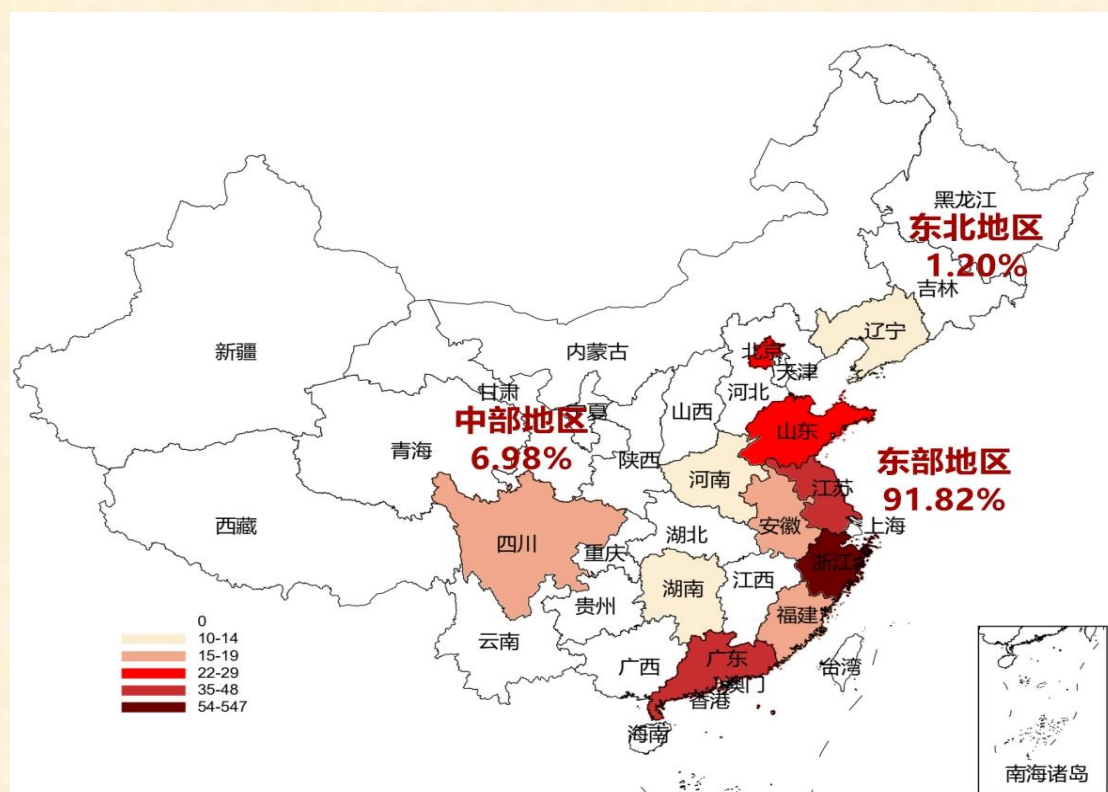 黑龙江
东北地区
1.20%
吉林
辽宁
新疆
内蒙古
北京
天津
河北
甘肃
山西
宁夏
中部地区
6.98%
山东
青海
陕西
河南
东部地区
91.82%
江苏
西藏
四川
湖北
安徽
上海
重庆
浙江
湖南
江西
贵州
福建
云南
广西
广东
台湾
澳门
香港
海南
0
10-14
15-19
22-29
35-48
54-547
南海诸岛